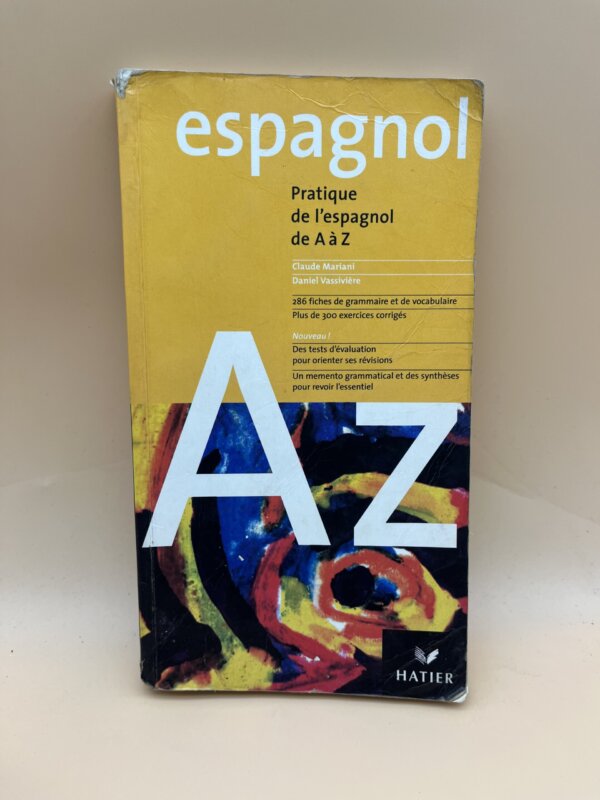 espagnol
Pratique
de l'espagnol
de A à Z
Claude Mariani
Daniel Vassivière
286 fiches de grammaire et de vocabulaire
Plus de 300 exercices corrigés
Nouveau !
Des tests d'évaluation
pour orienter ses révisions
Un memento grammatical et des synthèses
pour revoir l'essentiel
Az
HATIER